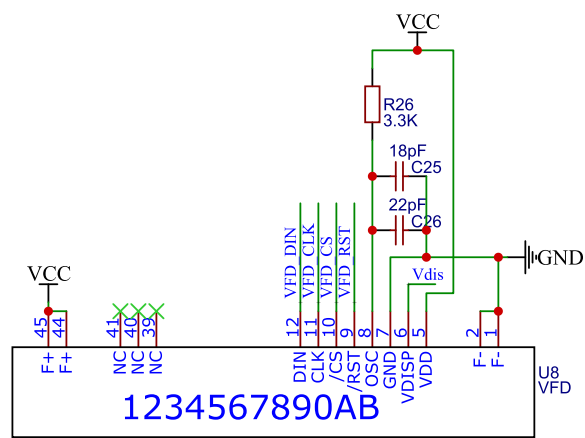 VCC
R26
3.3K
18pF
C25
22pF
C26
VFD_DIN
VFD_CLK
VFD_CS
VFD_RST
Vdis
GND
VCC
45
44
41
40
39
12
11
10
9
8
7
6
5
2
1
F+
F+
NC
NC
NC
DIN
CLK
/CS
/RST
OSC
GND
VDISP
VDD
F-
F-
U8
VFD
1234567890AB